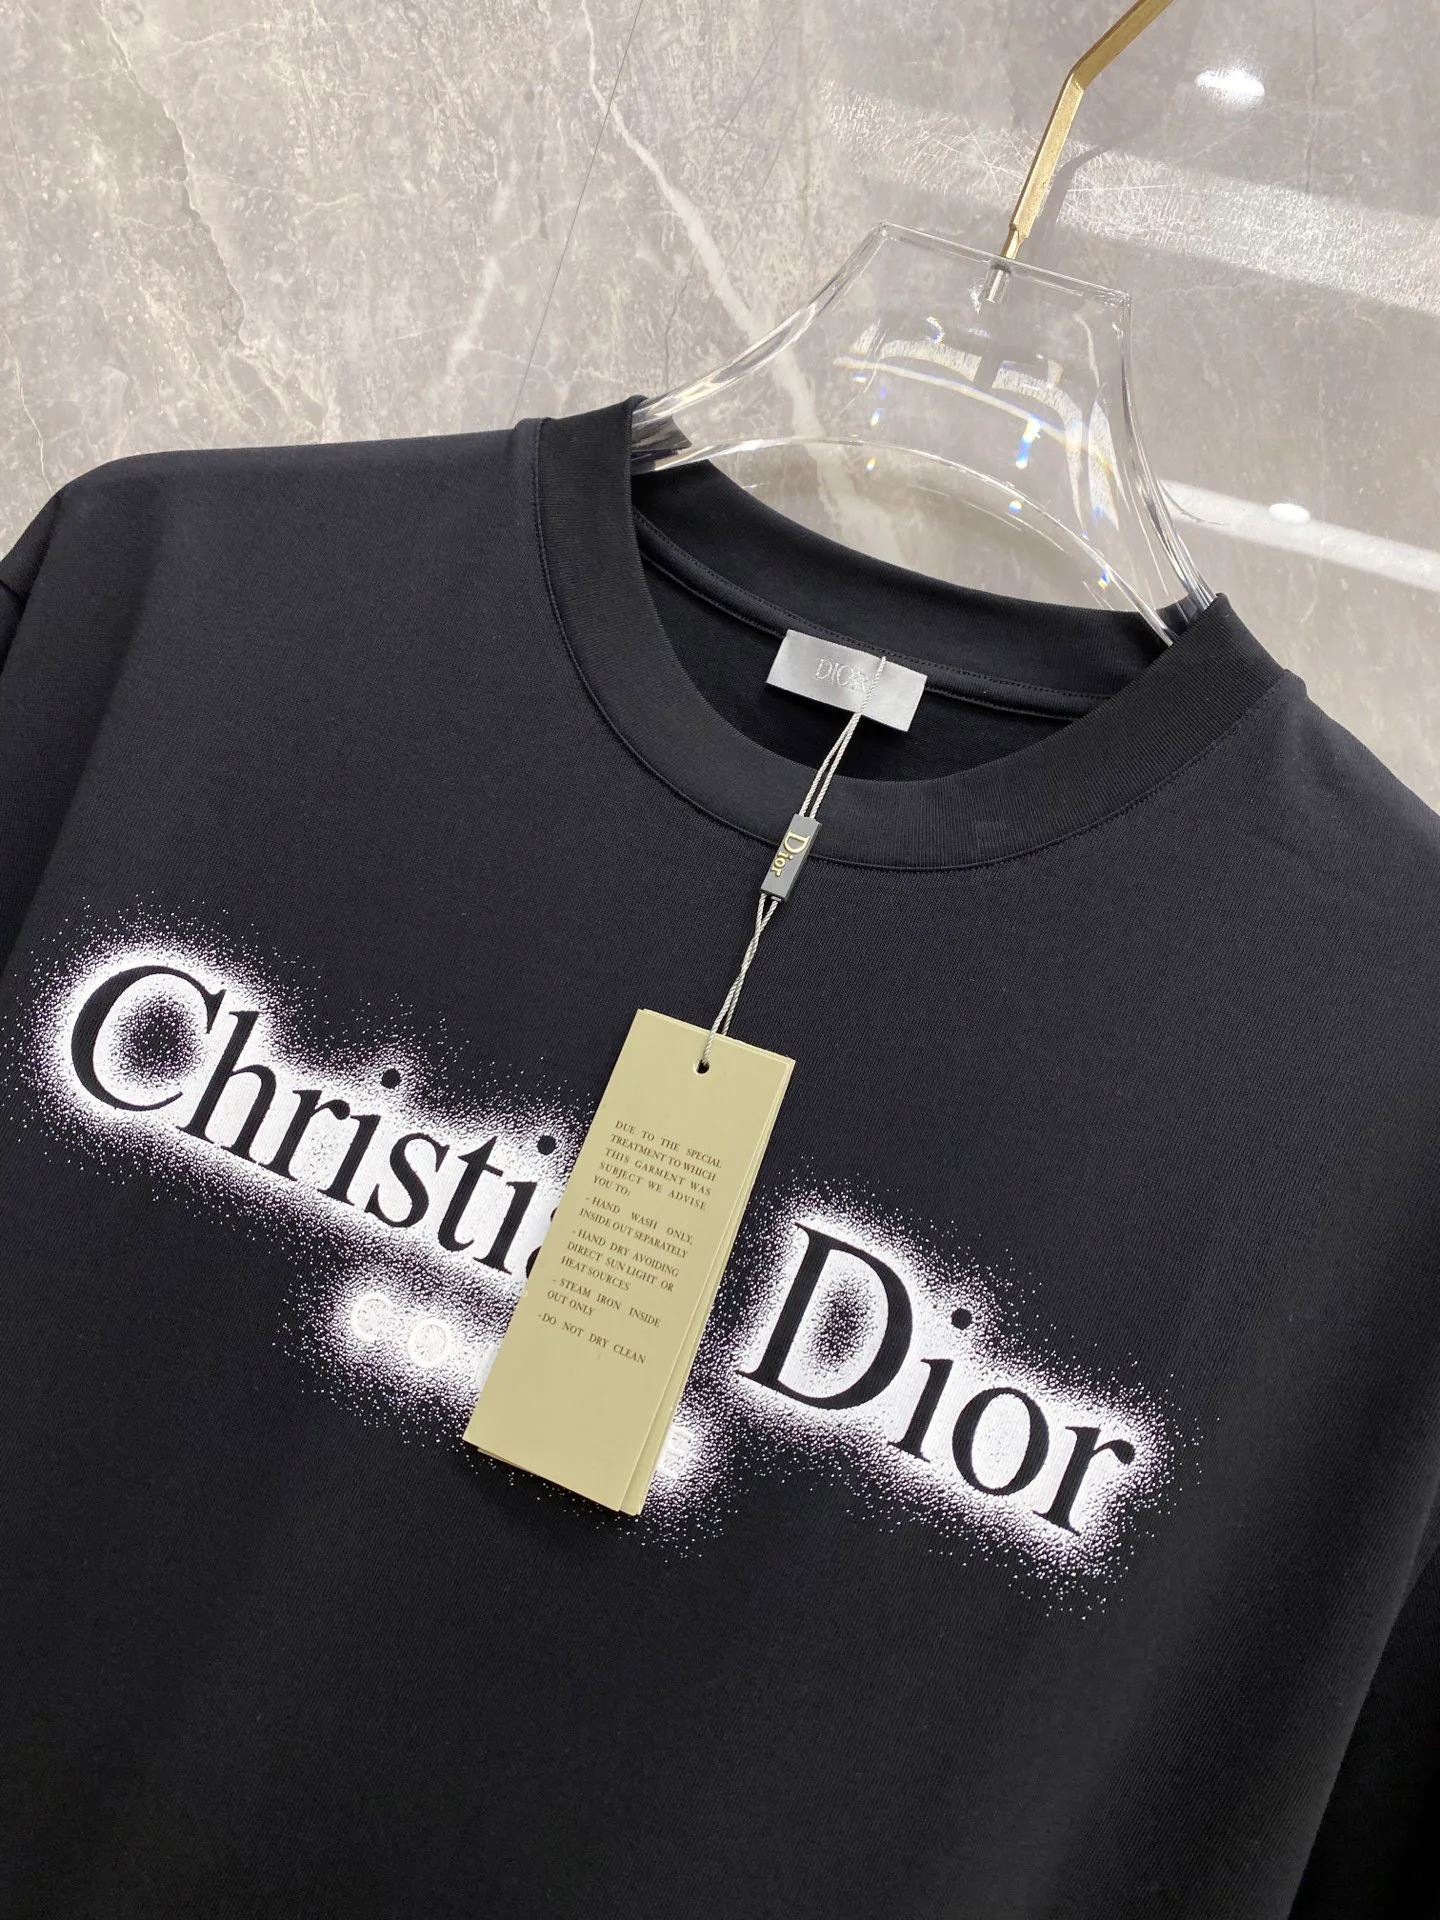 DIOR
Dior
Christi
Dior
CO
E
DUE TO THE SPECIAL
TREATMENT TO WHICH
THIS GARMENT WAS
SUBJECT WE ADVISE
YOU TO:
- HAND WASH ONLY,
INSIDE OUT SEPARATELY
- HAND DRY AVOIDING
DIRECT SUN LIGHT OR
HEAT SOURCES
- STEAM IRON INSIDE
OUT ONLY
-DO NOT DRY CLEAN